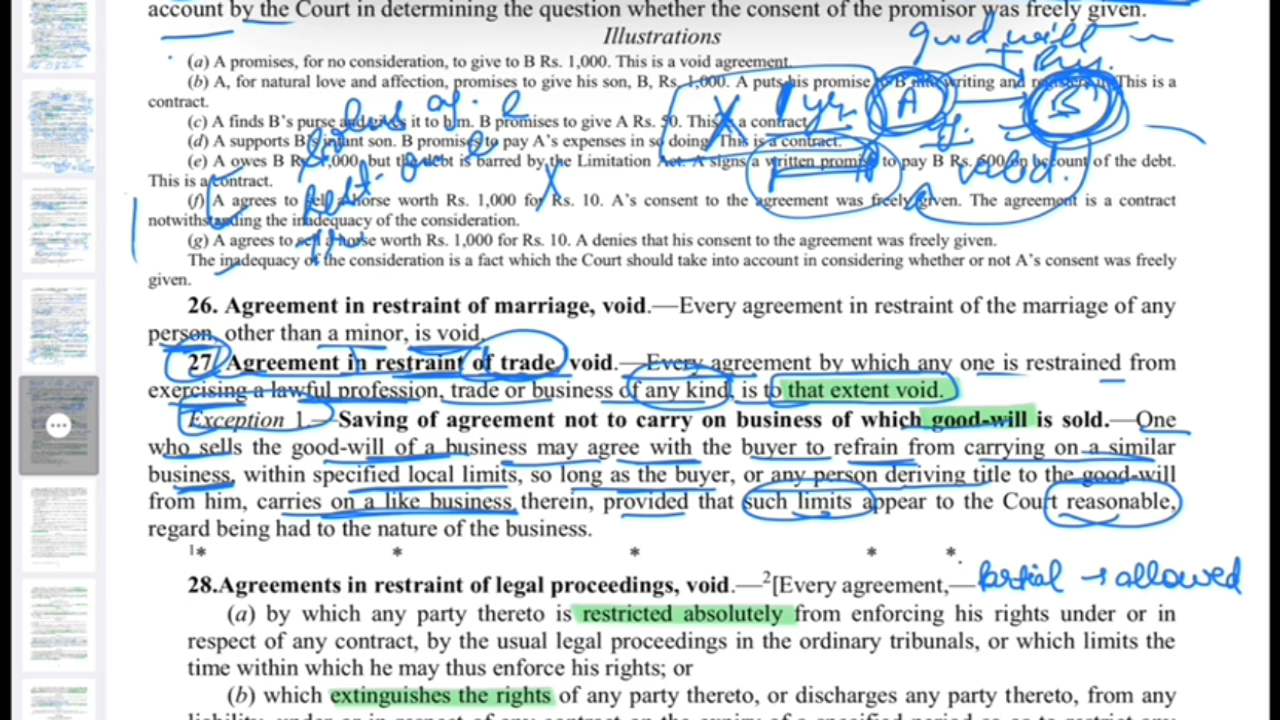 account by the Court in determining the question whether the consent of the promisor was freely given.
Illustrations
good will
(a) A promises, for no consideration, to give to B Rs. 1,000. This is a void agreement.
(b) A, for natural love and affection, promises to give his son, B, Rs. 1,000. A puts his promise to B into writing and registers it. This is a
contract.
(c) A finds B's purse and gives it to him. B promises to give A Rs. 50. This is a contract.
(d) A supports B's infant son. B promises to pay A's expenses in so doing. This is a contract.
(e) A owes B Rs. 1,000, but the debt is barred by the Limitation Act. A signs a written promise to pay B Rs. 500 on account of the debt.
valid.
This is a contract.
(f) A agrees to sell a horse worth Rs. 1,000 for Rs. 10. A's consent to the agreement was freely given. The agreement is a contract
notwithstanding the inadequacy of the consideration.
(g) A agrees to sell a horse worth Rs. 1,000 for Rs. 10. A denies that his consent to the agreement was freely given.
The inadequacy of the consideration is a fact which the Court should take into account in considering whether or not A's consent was freely
given.
26. Agreement in restraint of marriage, void.—Every agreement in restraint of the marriage of any
person, other than a minor, is void.
27. Agreement in restraint of trade, void.—Every agreement by which any one is restrained from
exercising a lawful profession, trade or business of any kind, is to that extent void.
Exception 1.—Saving of agreement not to carry on business of which good-will is sold.—One
who sells the good-will of a business may agree with the buyer to refrain from carrying on a similar
business, within specified local limits, so long as the buyer, or any person deriving title to the good-will
from him, carries on a like business therein, provided that such limits appear to the Court reasonable,
regard being had to the nature of the business.
1* * * * *
28.Agreements in restraint of legal proceedings, void.—2[Every agreement,— Partial → allowed
(a) by which any party thereto is restricted absolutely from enforcing his rights under or in
respect of any contract, by the usual legal proceedings in the ordinary tribunals, or which limits the
time within which he may thus enforce his rights; or
(b) which extinguishes the rights of any party thereto, or discharges any party thereto, from any